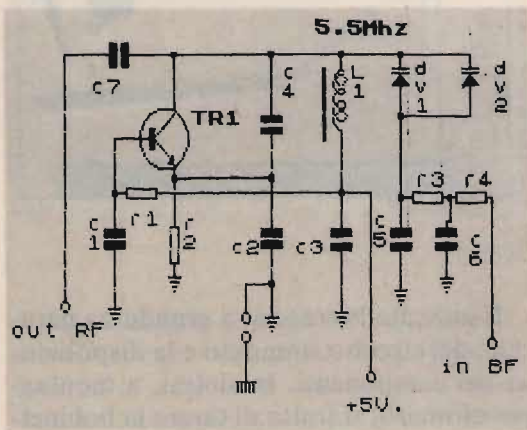 5.5Mhz
c7
c4
L1
dv1
dv2
TR1
r1
r3
r4
c1
r2
c2
c3
c5
c6
out RF
in BF
+5V.